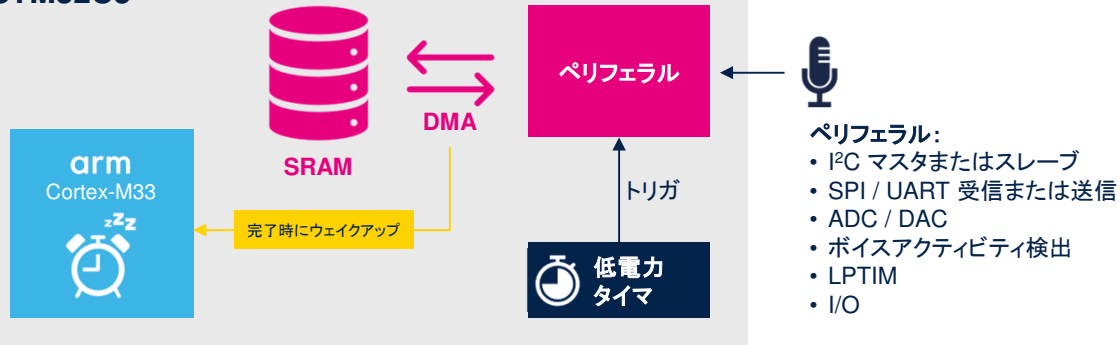 ペリフェラル
DMA
SRAM
arm
Cortex-M33
zzZ
完了時にウェイクアップ
トリガ
低電力
タイマ
ペリフェラル:
• I²C マスタまたはスレーブ
• SPI / UART 受信または送信
• ADC / DAC
• ボイスアクティビティ検出
• LPTIM
• I/O